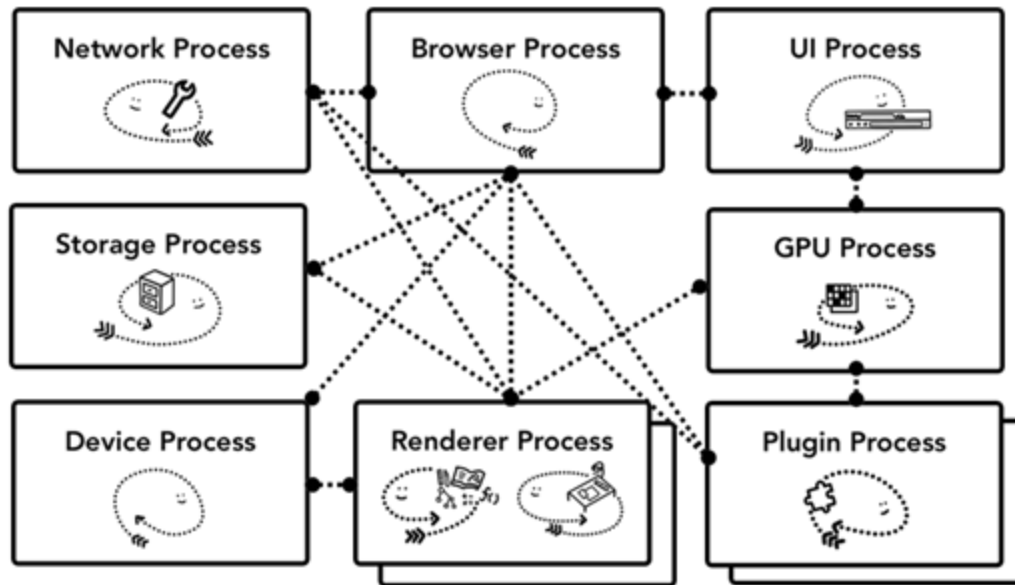 Network Process
Browser Process
UI Process
Storage Process
GPU Process
Device Process
Renderer Process
Plugin Process